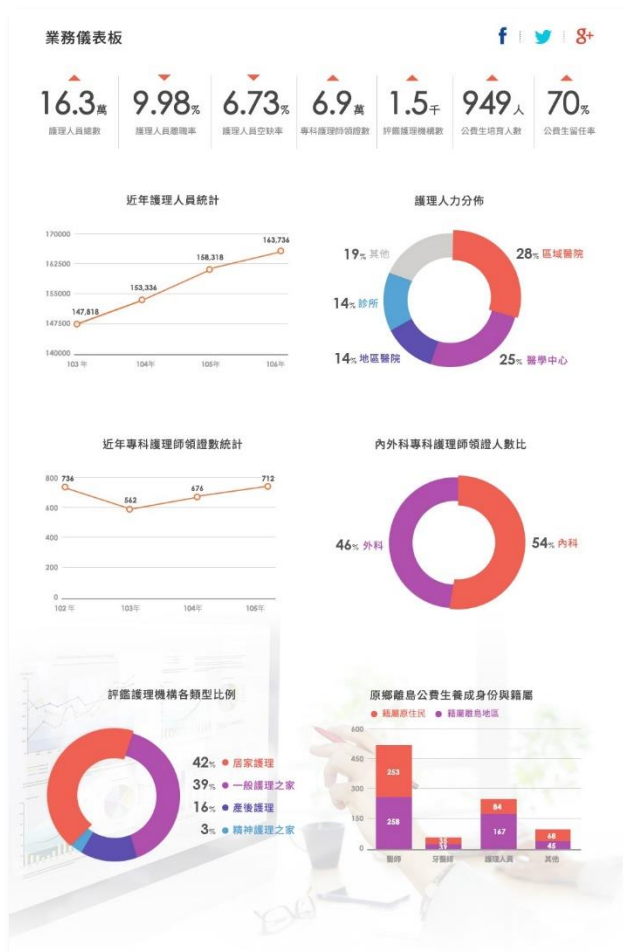 業務儀表板
f
g+
16.3萬
護理人員總數
9.98%
護理人員離職率
6.73%
護理人員空缺率
6.9萬
專科護理師領證數
1.5千
評鑑護理機構數
949人
公費生培育人數
70%
公費生留任率
近年護理人員統計
170000
162500
155000
147500
140000
147,818
153,336
158,318
163,736
103年
104年
105年
106年
護理人力分佈
19% 其他
28% 區域醫院
14% 診所
14% 地區醫院
25% 醫學中心
近年專科護理師領證數統計
800
600
400
200
0
736
562
676
712
102年
103年
104年
105年
內外科專科護理師領證人數比
46% 外科
54% 內科
評鑑護理機構各類型比例
42% 居家護理
39% 一般護理之家
16% 產後護理
3% 精神護理之家
原鄉離島公費生養成身份與籍屬
籍屬原住民 籍屬離島地區
600
450
300
150
0
253
258
39
84
167
68
45
醫師
牙醫師
護理人員
其他